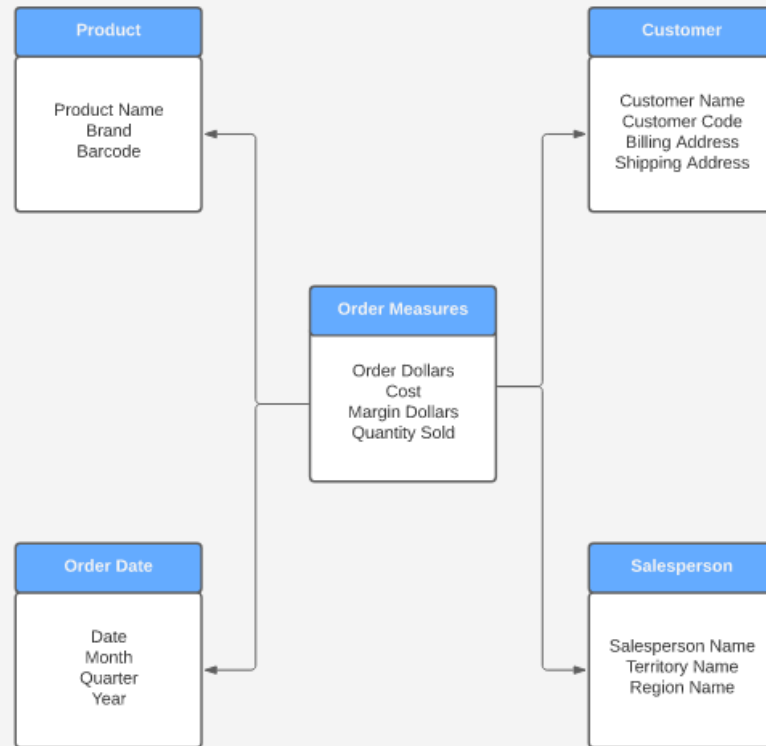 Product
Product Name
Brand
Barcode
Customer
Customer Name
Customer Code
Billing Address
Shipping Address
Order Measures
Order Dollars
Cost
Margin Dollars
Quantity Sold
Order Date
Date
Month
Quarter
Year
Salesperson
Salesperson Name
Territory Name
Region Name